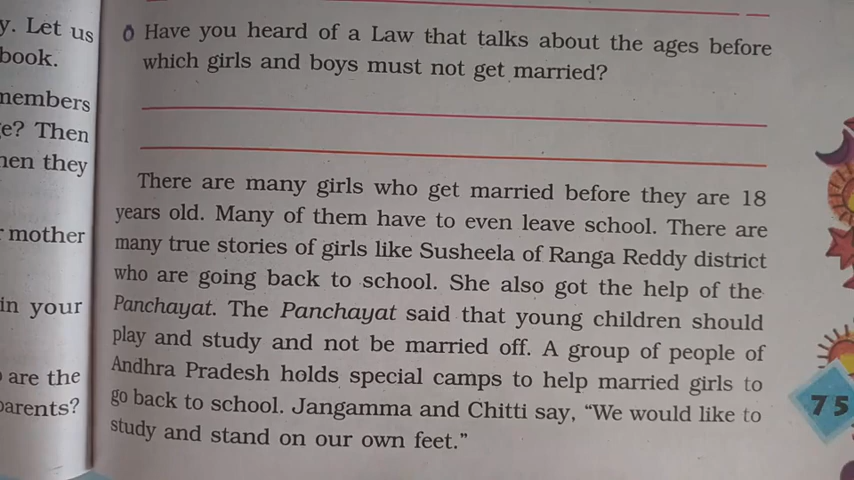 y. Let us
book.
members
e? Then
hen they
mother
in your
are the
parents?
Have you heard of a Law that talks about the ages before
which girls and boys must not get married?
There are many girls who get married before they are 18
years old. Many of them have to even leave school. There are
many true stories of girls like Susheela of Ranga Reddy district
who are going back to school. She also got the help of the
Panchayat. The Panchayat said that young children should
play and study and not be married off. A group of people of
Andhra Pradesh holds special camps to help married girls to
go back to school. Jangamma and Chitti say, “We would like to
study and stand on our own feet.”
75